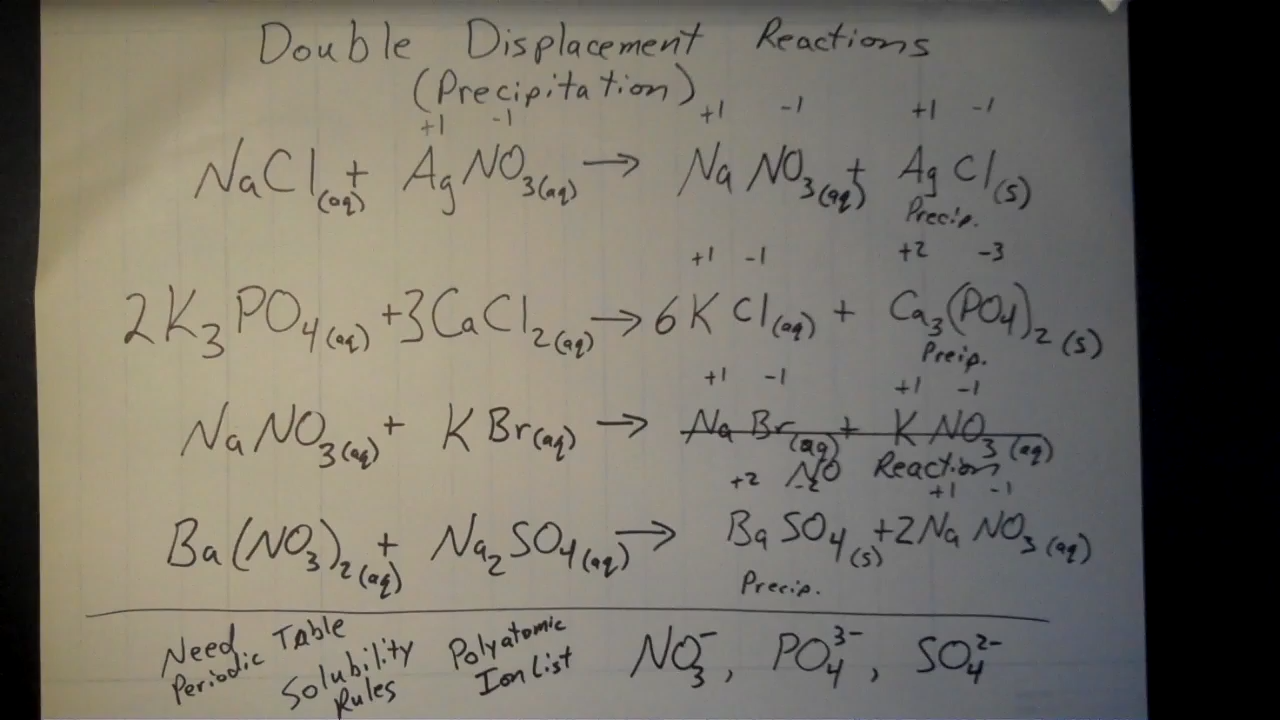 Double Displacement Reactions
(Precipitation)
+1 -1 +1 -1 +1 -1
NaCl(aq) + AgNO3(aq) → NaNO3(aq) + AgCl(s)
Precip.
+1 -1 +2 -3
2K3PO4(aq) + 3CaCl2(aq) → 6KCl(aq) + Ca3(PO4)2(s)
Preip.
+1 -1 +1 -1
NaNO3(aq) + KBr(aq) → NaBr(aq) + KNO3(aq)
NO Reaction
+2 -2 +1 -1
Ba(NO3)2(aq) + Na2SO4(aq) → BaSO4(s) + 2NaNO3(aq)
Precip.
Need
Periodic Table
Solubility
Rules
Polyatomic
Ion List
NO3⁻, PO4³⁻, SO4²⁻